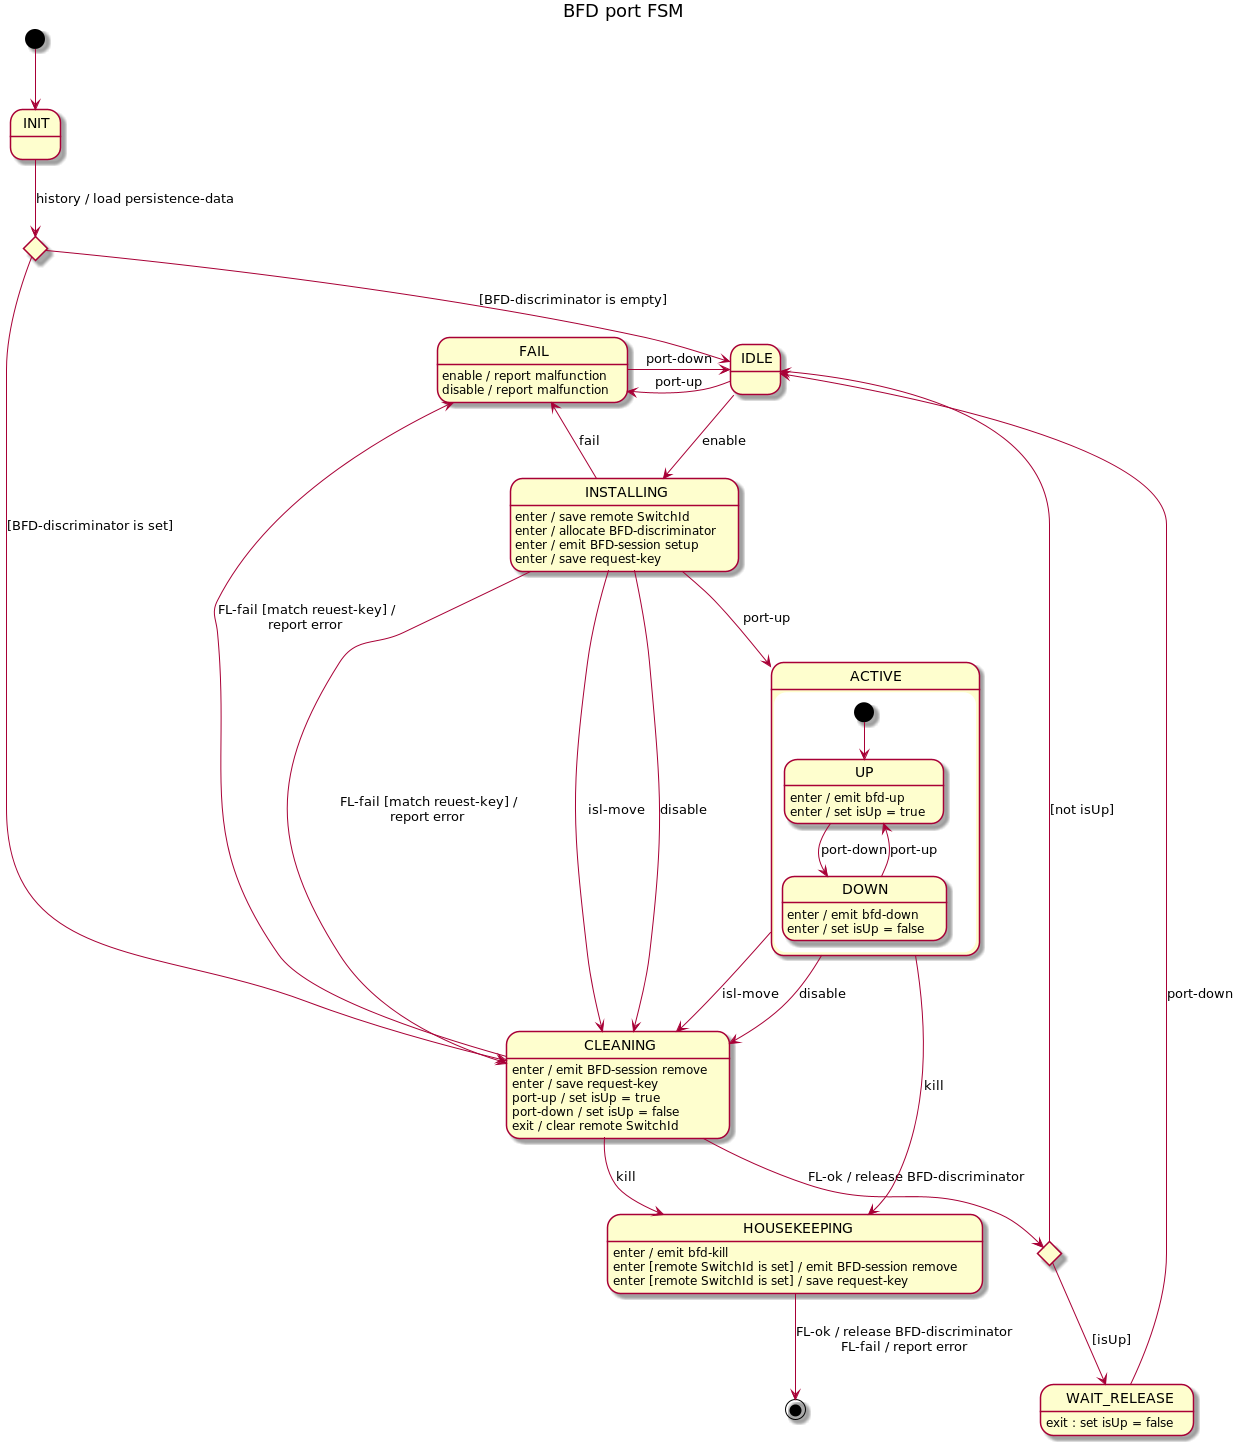 BFD port FSM
INIT
history / load persistence-data
[BFD-discriminator is empty]
FAIL
enable / report malfunction
disable / report malfunction
port-down
port-up
IDLE
fail
enable
INSTALLING
enter / save remote SwitchId
enter / allocate BFD-discriminator
enter / emit BFD-session setup
enter / save request-key
[BFD-discriminator is set]
FL-fail [match reuest-key] /
report error
port-up
ACTIVE
UP
enter / emit bfd-up
enter / set isUp = true
FL-fail [match reuest-key] /
report error
isl-move
disable
[not isUp]
port-down
port-up
DOWN
enter / emit bfd-down
enter / set isUp = false
isl-move
disable
port-down
CLEANING
enter / emit BFD-session remove
enter / save request-key
port-up / set isUp = true
port-down / set isUp = false
exit / clear remote SwitchId
kill
kill
FL-ok / release BFD-discriminator
HOUSEKEEPING
enter / emit bfd-kill
enter [remote SwitchId is set] / emit BFD-session remove
enter [remote SwitchId is set] / save request-key
FL-ok / release BFD-discriminator
FL-fail / report error
[isUp]
WAIT_RELEASE
exit : set isUp = false